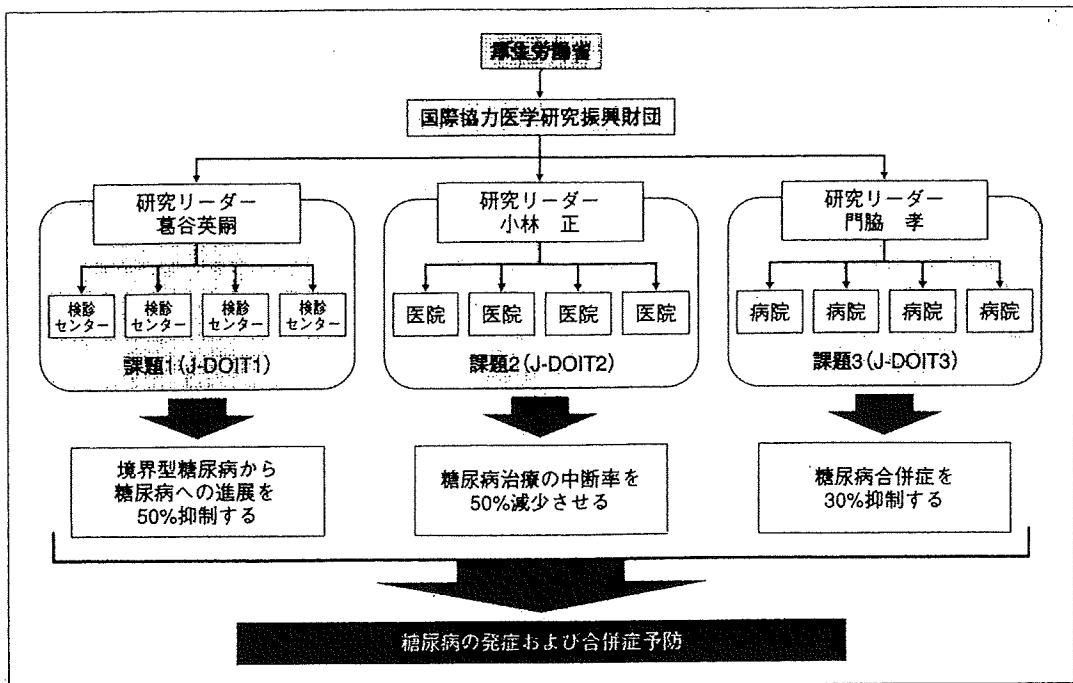 厚生労働省
国際協力医学研究振興財団
研究リーダー
葛谷英嗣
研究リーダー
小林 正
研究リーダー
門脇 孝
検診
センター
検診
センター
検診
センター
検診
センター
医院
医院
医院
医院
病院
病院
病院
病院
課題1(J-DOIT1)
課題2(J-DOIT2)
課題3(J-DOIT3)
境界型糖尿病から
糖尿病への進展を
50%抑制する
糖尿病治療の中断率を
50%減少させる
糖尿病合併症を
30%抑制する
糖尿病の発症および合併症予防